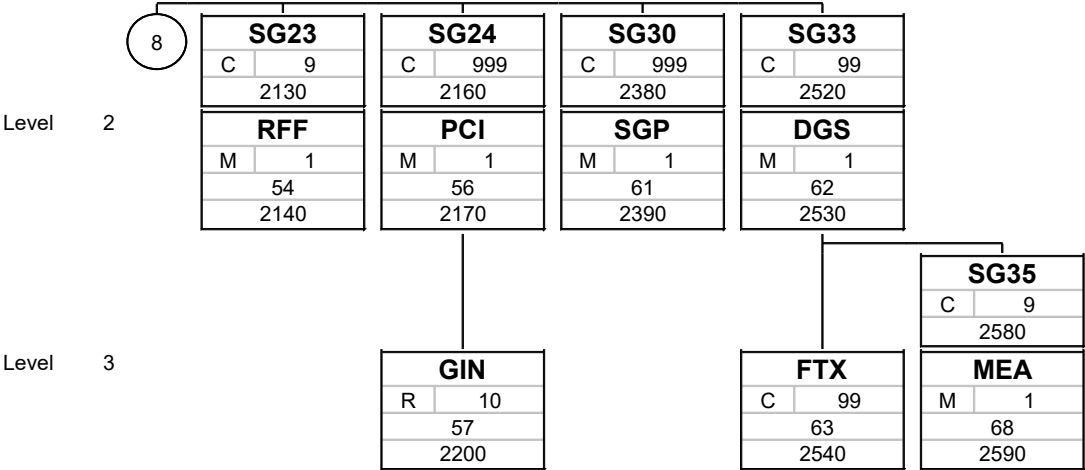 8
SG23 SG24 SG30 SG33
C 9 C 999 C 999 C 99
2130 2160 2380 2520
Level 2
RFF PCI SGP DGS
M 1 M 1 M 1 M 1
54 56 61 62
2140 2170 2390 2530
SG35
C 9
2580
Level 3
GIN FTX MEA
R 10 C 99 M 1
57 63 68
2200 2540 2590